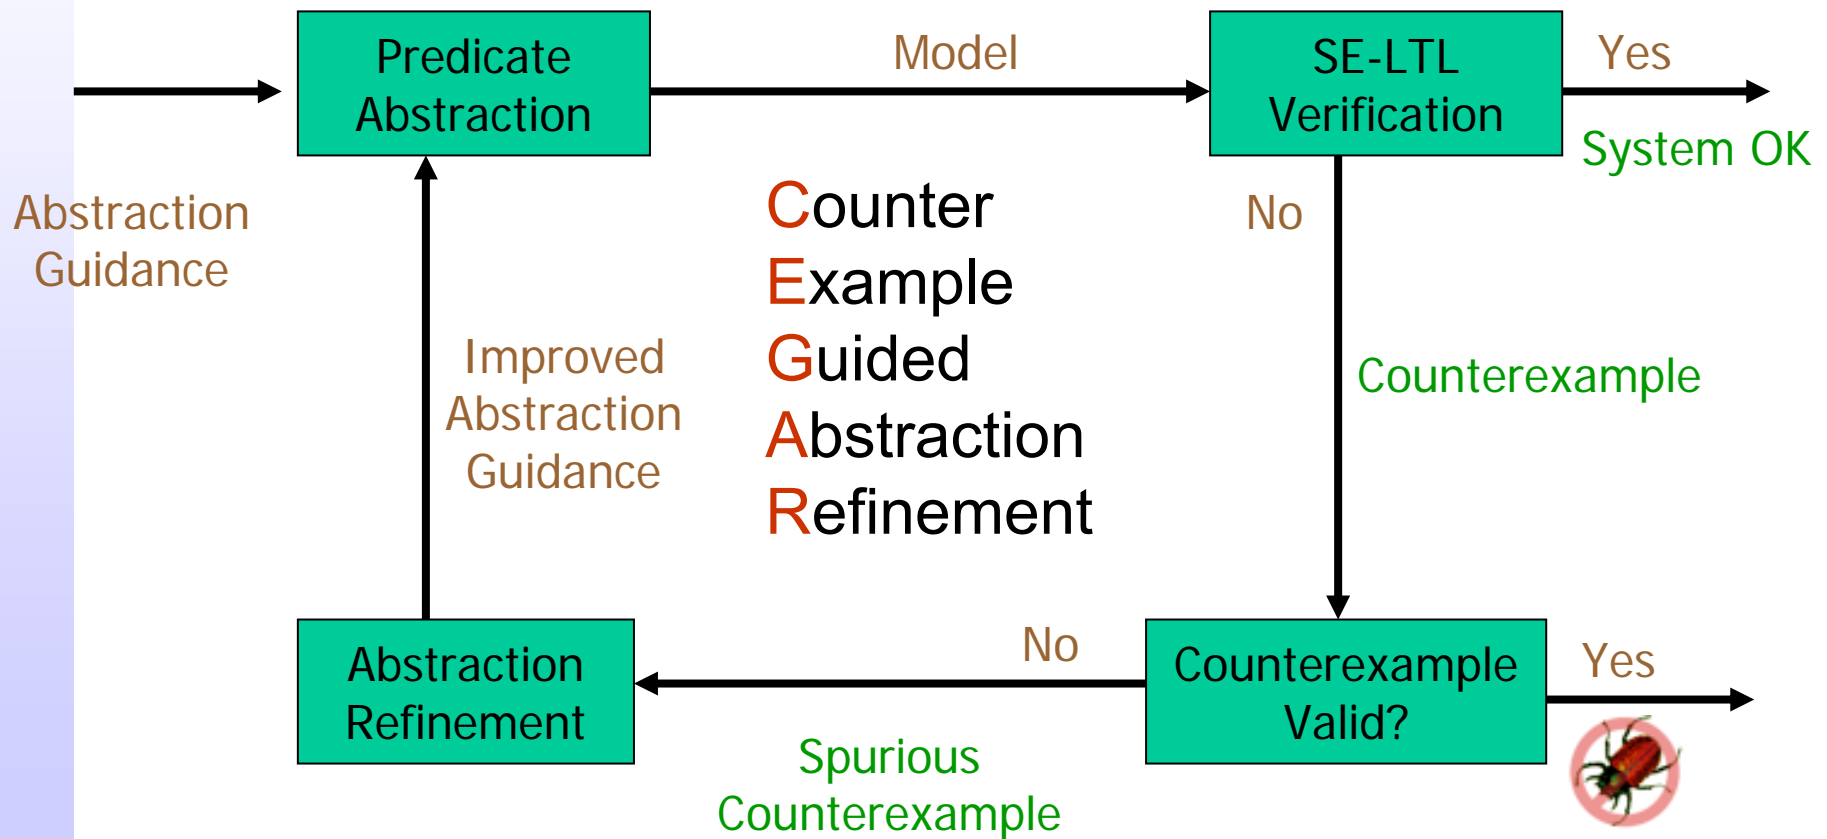 Predicate
Abstraction
Model
SE-LTL
Verification
Yes
System OK
Abstraction
Guidance
Counter
Example
Guided
Abstraction
Refinement
No
Improved
Abstraction
Guidance
Counterexample
Abstraction
Refinement
No
Spurious
Counterexample
Counterexample
Valid?
Yes